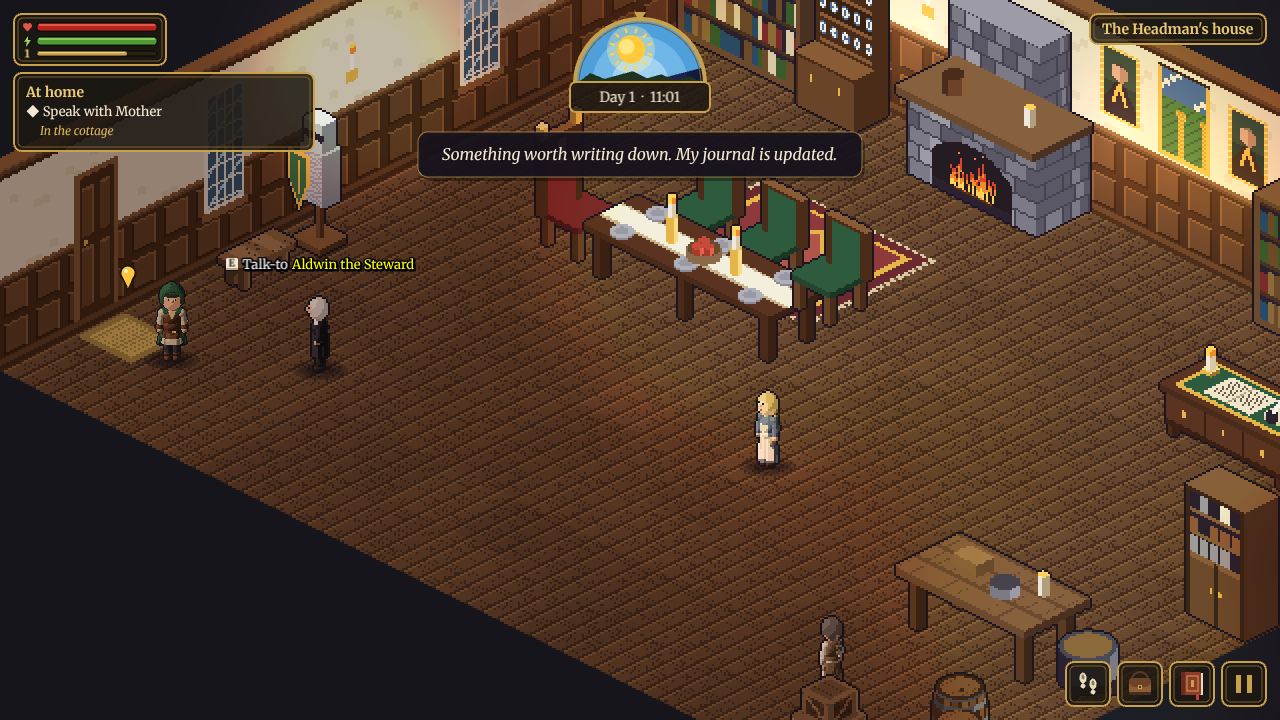 1
The Headman's house
At home
◆ Speak with Mother
In the cottage
Day 1 · 11:01
Something worth writing down. My journal is updated.
E Talk-to Aldwin the Steward